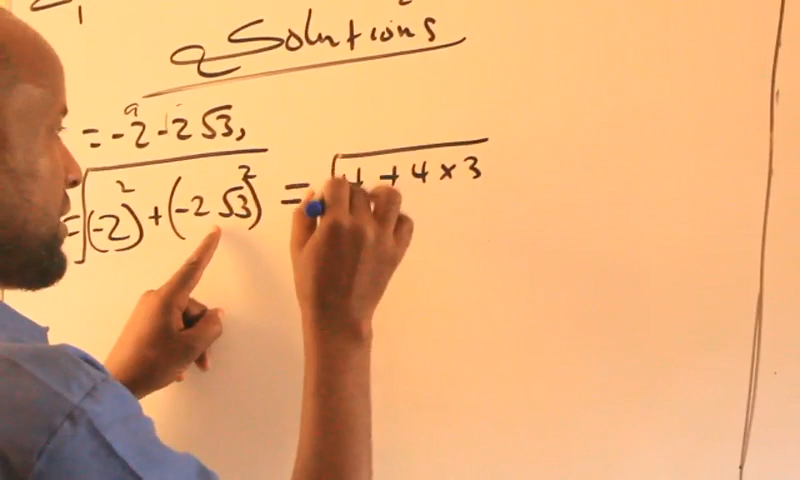 Solutions
= -2 - 2√3,
= √(-2)² + (-2√3)² = √4 + 4 × 3